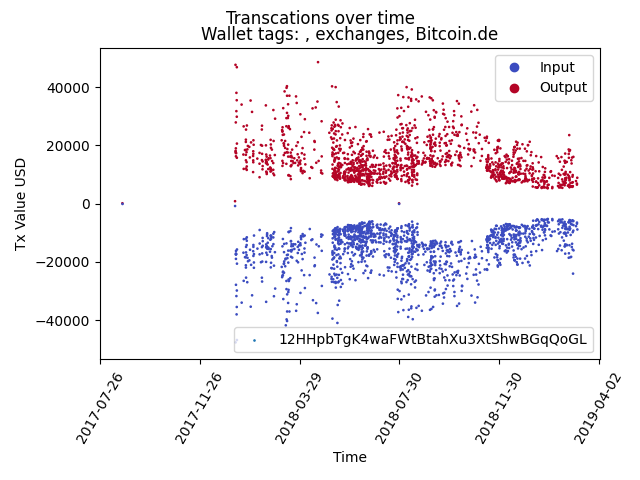 Transcations over time
Wallet tags: , exchanges, Bitcoin.de
Input
Output
Tx Value USD
40000
20000
0
−20000
−40000
12HHpbTgK4waFWtBtahXu3XtShwBGqQoGL
2017-07-26
2017-11-26
2018-03-29
2018-07-30
2018-11-30
2019-04-02
Time